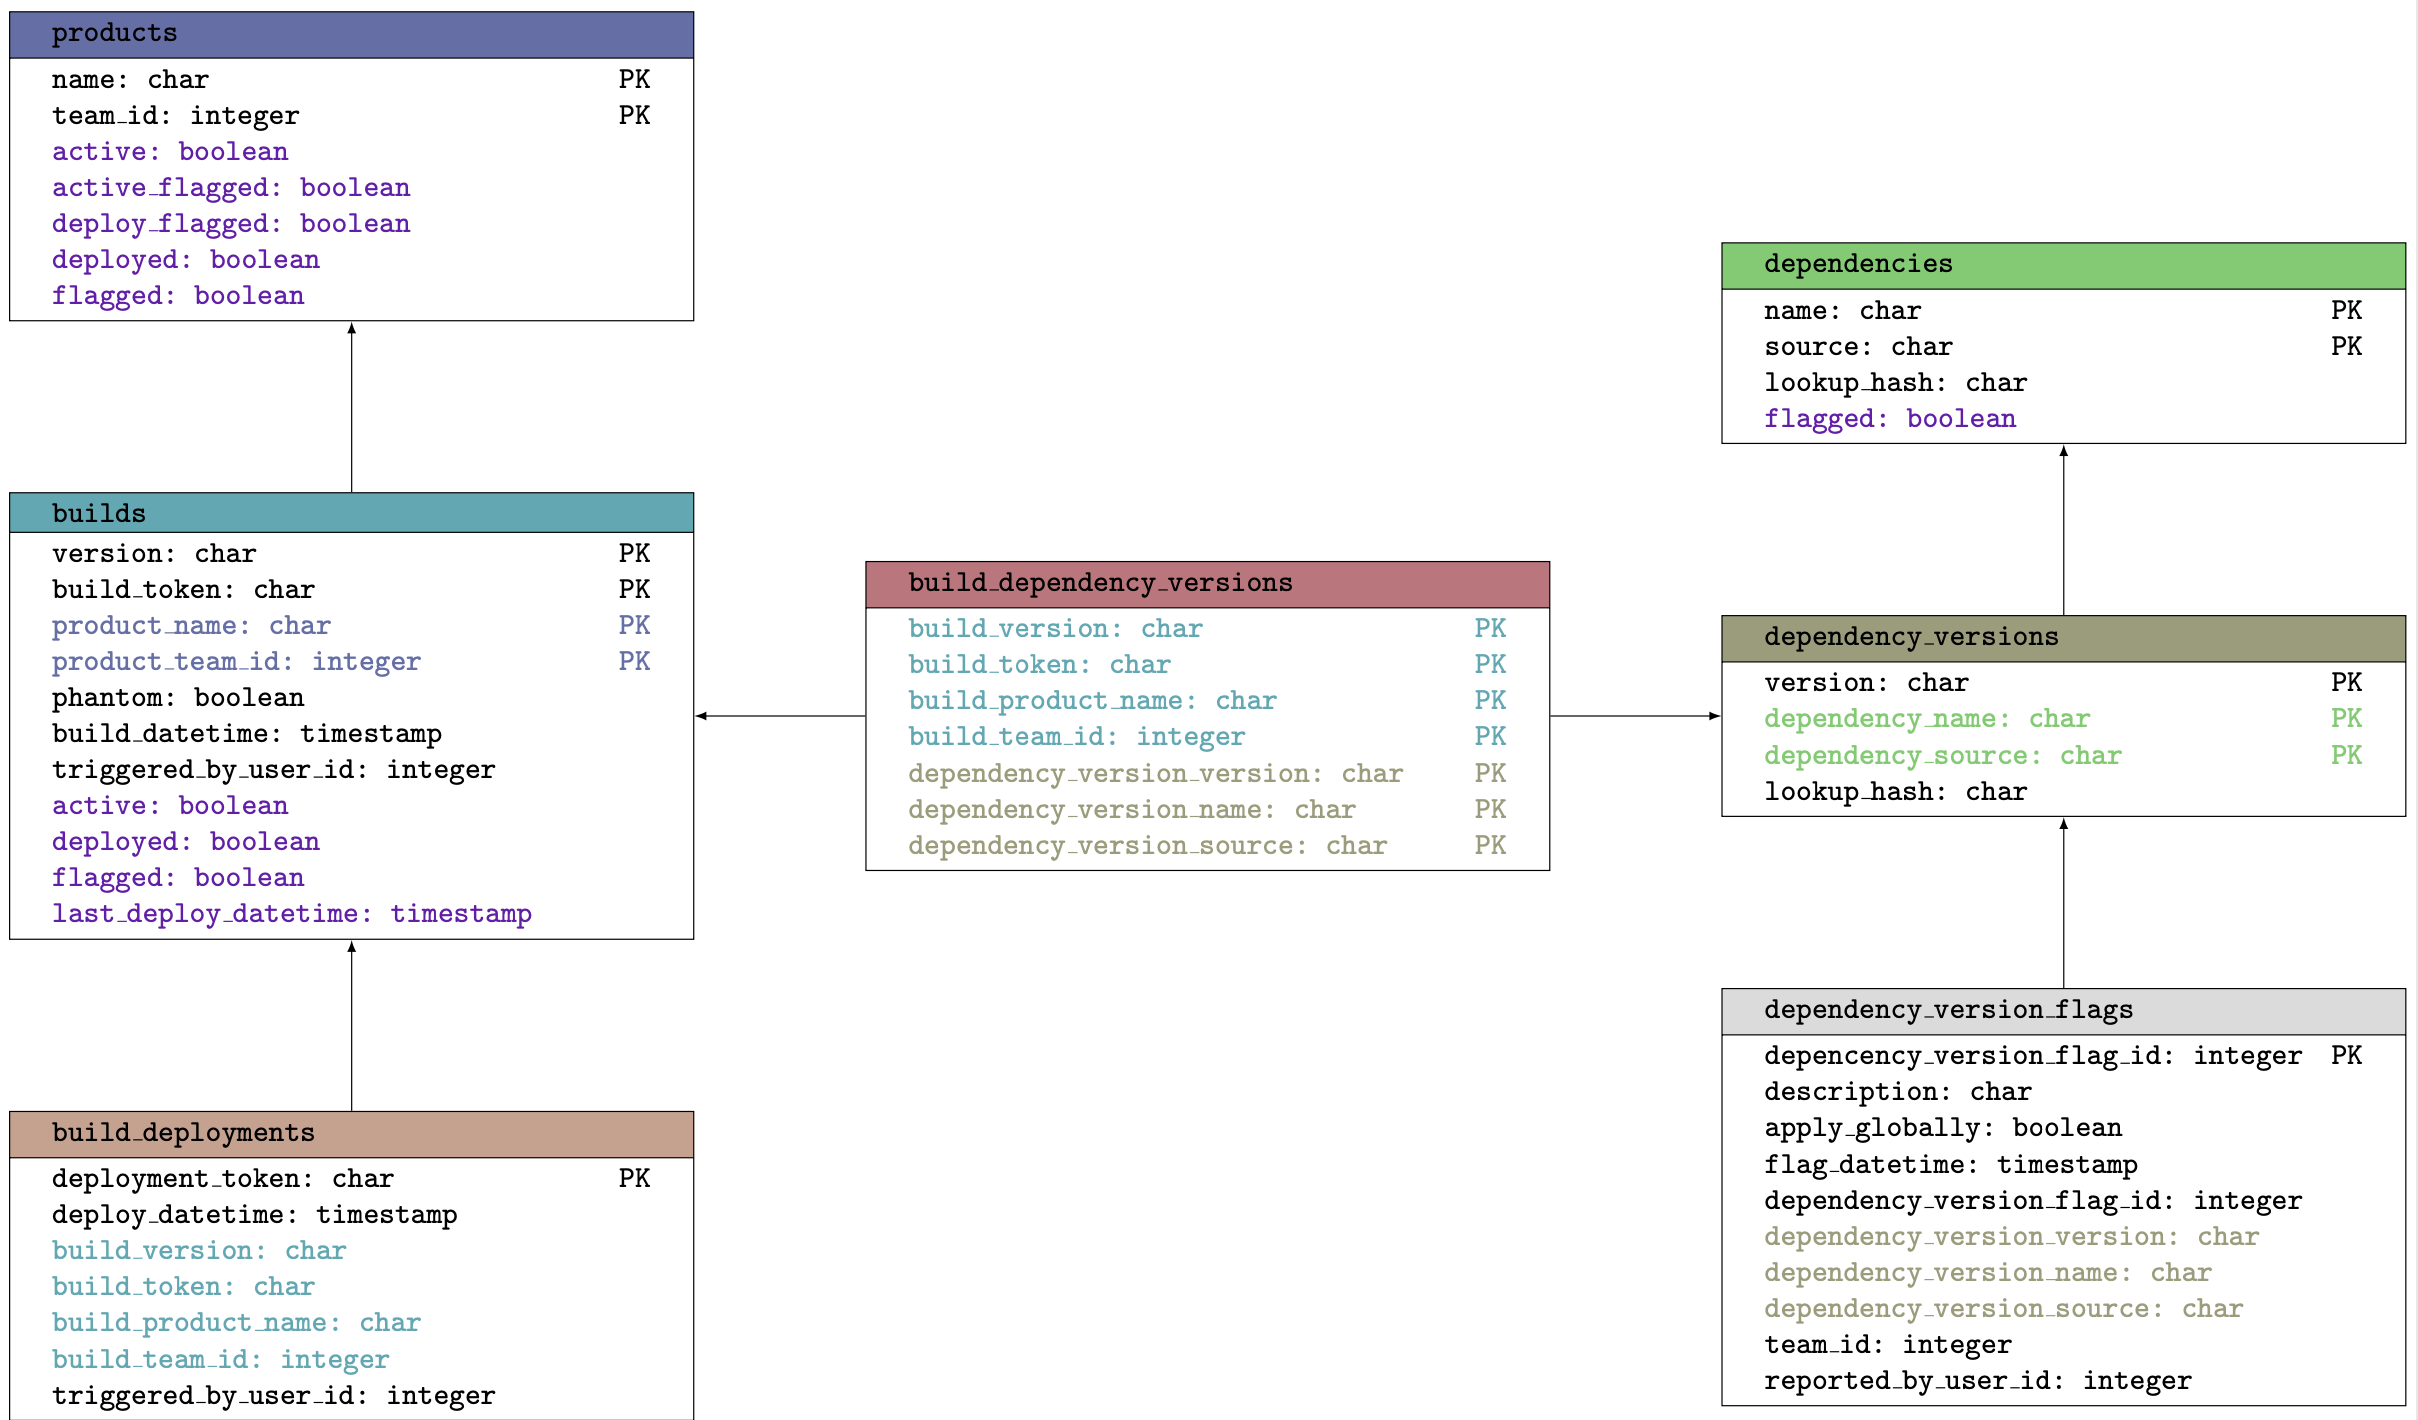 products
name: char PK
team_id: integer PK
active: boolean
active_flagged: boolean
deploy_flagged: boolean
deployed: boolean
flagged: boolean
builds
version: char PK
build_token: char PK
product_name: char PK
product_team_id: integer PK
phantom: boolean
build_datetime: timestamp
triggered_by_user_id: integer
active: boolean
deployed: boolean
flagged: boolean
last_deploy_datetime: timestamp
build_deployments
deployment_token: char PK
deploy_datetime: timestamp
build_version: char
build_token: char
build_product_name: char
build_team_id: integer
triggered_by_user_id: integer
build_dependency_versions
build_version: char PK
build_token: char PK
build_product_name: char PK
build_team_id: integer PK
dependency_version_version: char PK
dependency_version_name: char PK
dependency_version_source: char PK
dependencies
name: char PK
source: char PK
lookup_hash: char
flagged: boolean
dependency_versions
version: char PK
dependency_name: char PK
dependency_source: char PK
lookup_hash: char
dependency_version_flags
depencency_version_flag_id: integer PK
description: char
apply_globally: boolean
flag_datetime: timestamp
dependency_version_flag_id: integer
dependency_version_version: char
dependency_version_name: char
dependency_version_source: char
team_id: integer
reported_by_user_id: integer